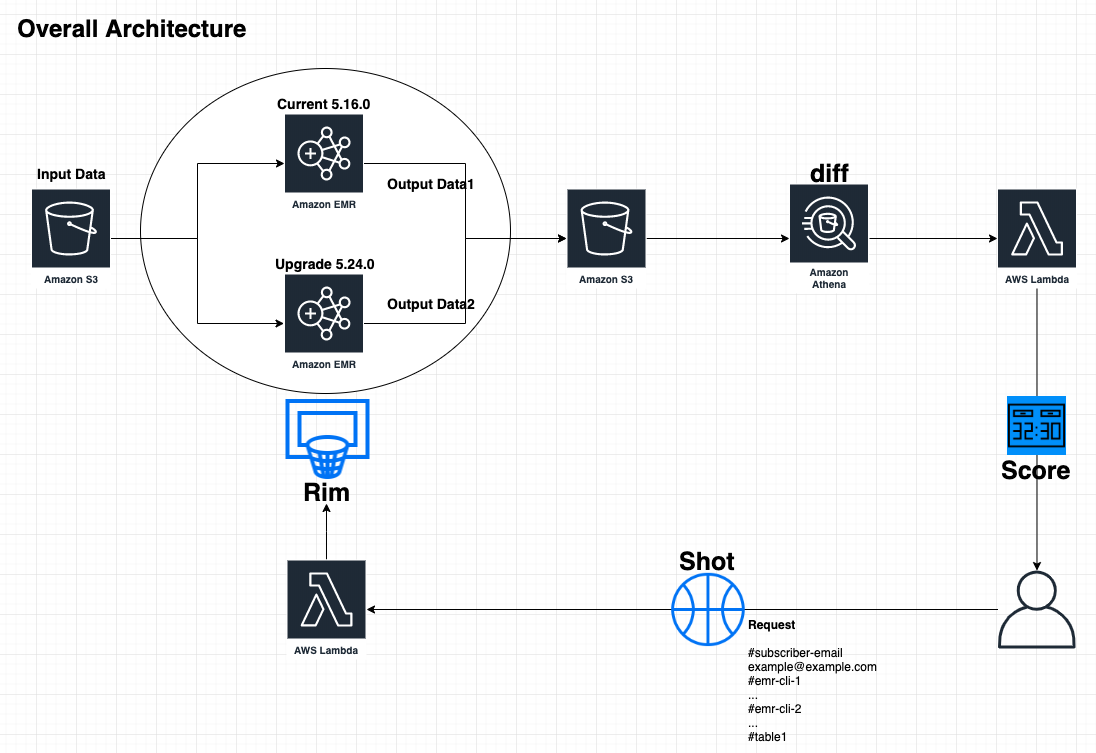 Overall Architecture
Current 5.16.0
Input Data
Output Data1
diff
Amazon EMR
Upgrade 5.24.0
Amazon S3
Amazon S3
Amazon
Athena
AWS Lambda
Output Data2
Amazon EMR
32:30
Score
Rim
Shot
Request
#subscriber-email
example@example.com
#emr-cli-1
...
#emr-cli-2
...
#table1
AWS Lambda